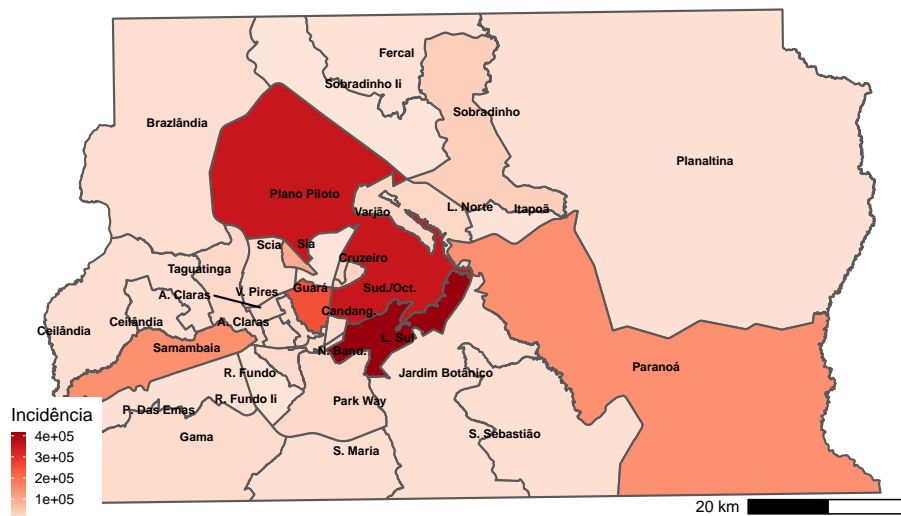 Fercal
Sobradinho Ii
Sobradinho
Brazlândia
Planaltina
Plano Piloto
Varjão
L. Norte
Itapoã
Scia
Sia
Cruzeiro
Taguatinga
V. Pires
Guará
Sud./Oct.
A. Claras
Candang.
Ceilândia
Ceilândia
A. Claras
L. Sul
Samambaia
N. Band.
R. Fundo
Jardim Botânico
Paranoá
R. Fundo Ii
Park Way
P. Das Emas
Gama
S. Sebastião
S. Maria
Incidência
4e+05
3e+05
2e+05
1e+05
20 km